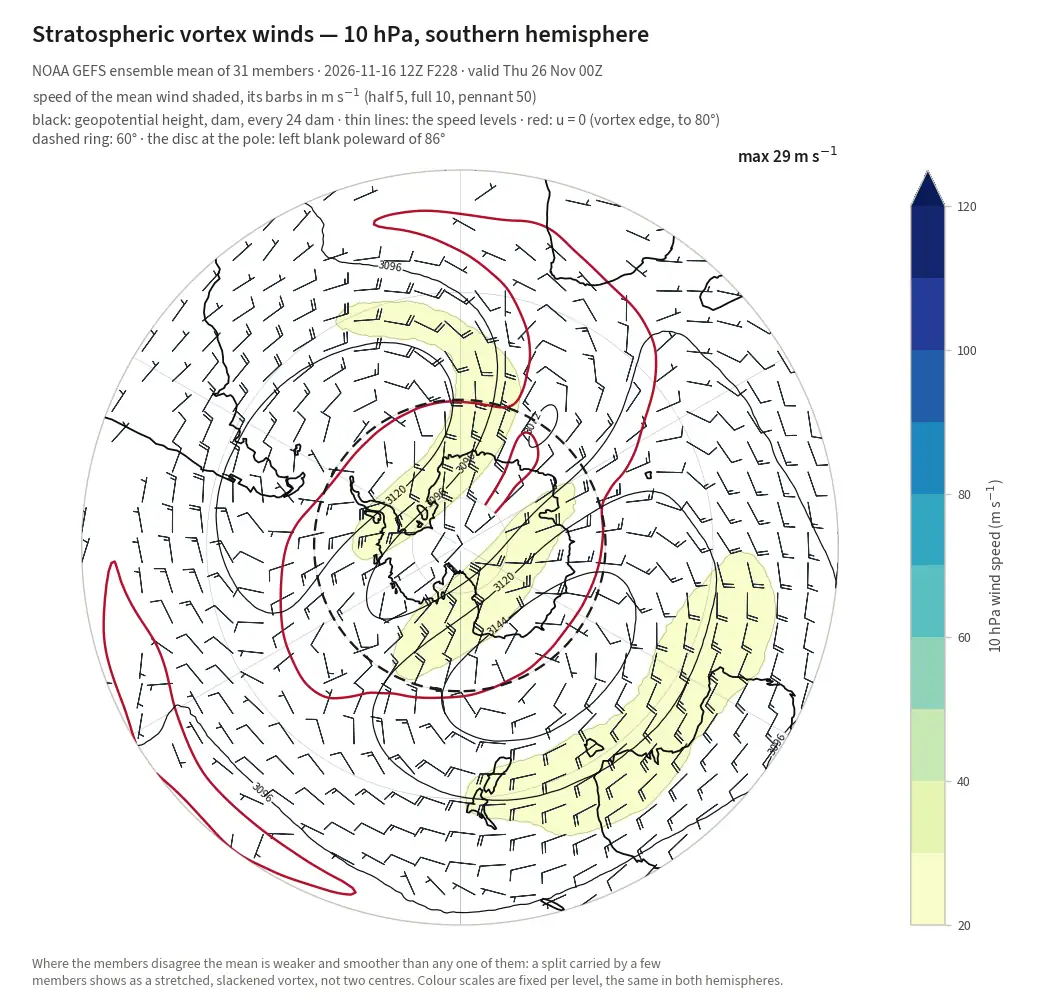 Stratospheric vortex winds — 10 hPa, southern hemisphere
NOAA GEFS ensemble mean of 31 members · 2026-11-16 12Z F228 · valid Thu 26 Nov 00Z
speed of the mean wind shaded, its barbs in m s⁻¹ (half 5, full 10, pennant 50)
black: geopotential height, dam, every 24 dam · thin lines: the speed levels · red: u = 0 (vortex edge, to 80°)
dashed ring: 60° · the disc at the pole: left blank poleward of 86°
max 29 m s⁻¹
3096
3072
3096
3120
3096
3120
3144
3096
3096
120
100
80
60
40
20
10 hPa wind speed (m s⁻¹)
Where the members disagree the mean is weaker and smoother than any one of them: a split carried by a few
members shows as a stretched, slackened vortex, not two centres. Colour scales are fixed per level, the same in both hemispheres.